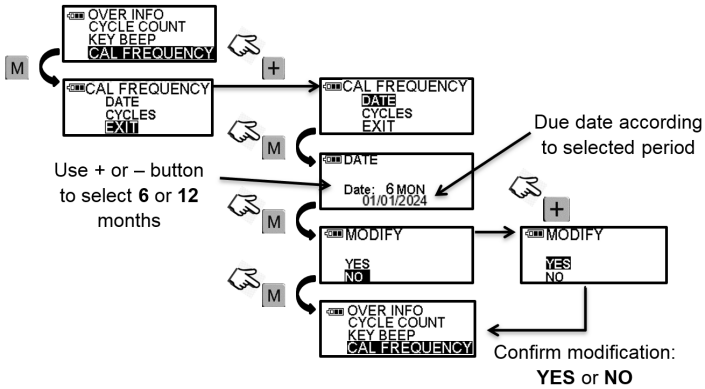 OVER INFO
CYCLE COUNT
KEY BEEP
CAL FREQUENCY
M
+
CAL FREQUENCY
DATE
CYCLES
EXIT
CAL FREQUENCY
DATE
CYCLES
EXIT
M
Due date according
to selected period
DATE
Date: 6 MON
01/01/2024
Use + or – button
to select 6 or 12
months
M
+
MODIFY
YES
NO
MODIFY
YES
NO
M
OVER INFO
CYCLE COUNT
KEY BEEP
CAL FREQUENCY
Confirm modification:
YES or NO